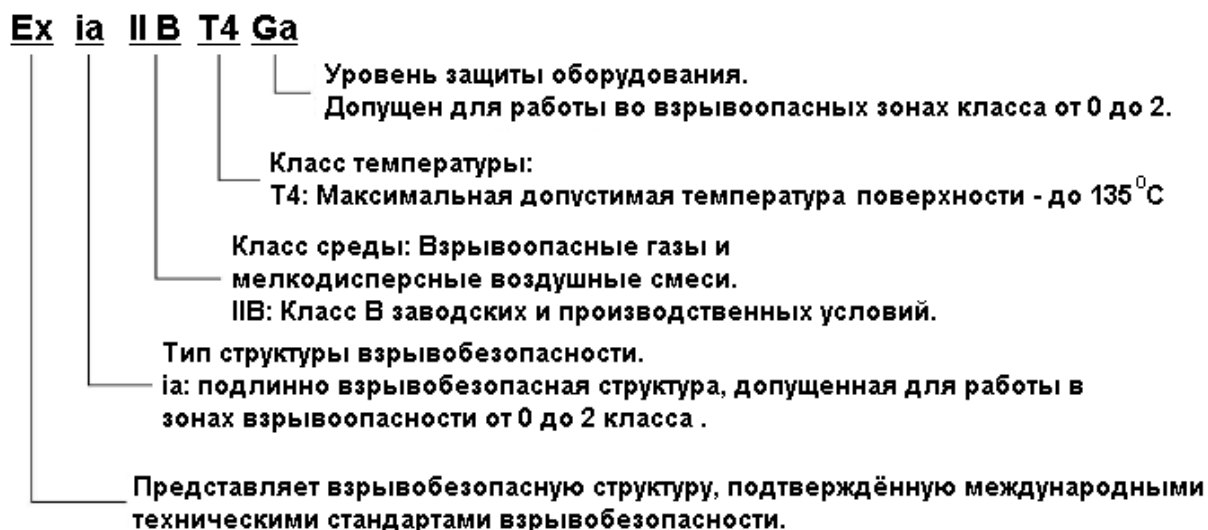 Ex ia II B T4 Ga
Уровень защиты оборудования.
Допущен для работы во взрывоопасных зонах класса от 0 до 2.
Класс температуры:
T4: Максимальная допустимая температура поверхности - до 135⁰C
Класс среды: Взрывоопасные газы и
мелкодисперсные воздушные смеси.
IIB: Класс B заводских и производственных условий.
Тип структуры взрывобезопасности.
ia: подлинно взрывобезопасная структура, допущенная для работы в
зонах взрывоопасности от 0 до 2 класса .
Представляет взрывобезопасную структуру, подтверждённую международными
техническими стандартами взрывобезопасности.